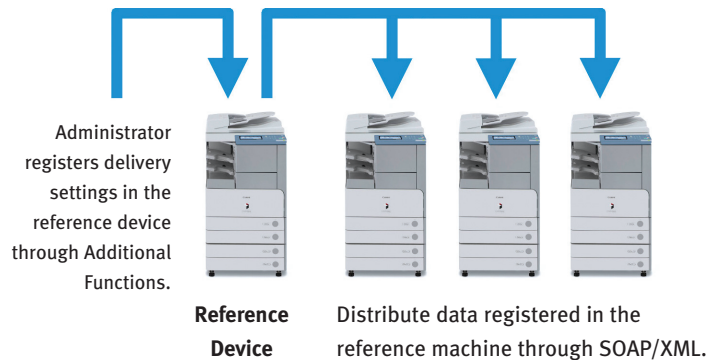 Administrator
registers delivery
settings in the
reference device
through Additional
Functions.
Reference
Device
Distribute data registered in the
reference machine through SOAP/XML.